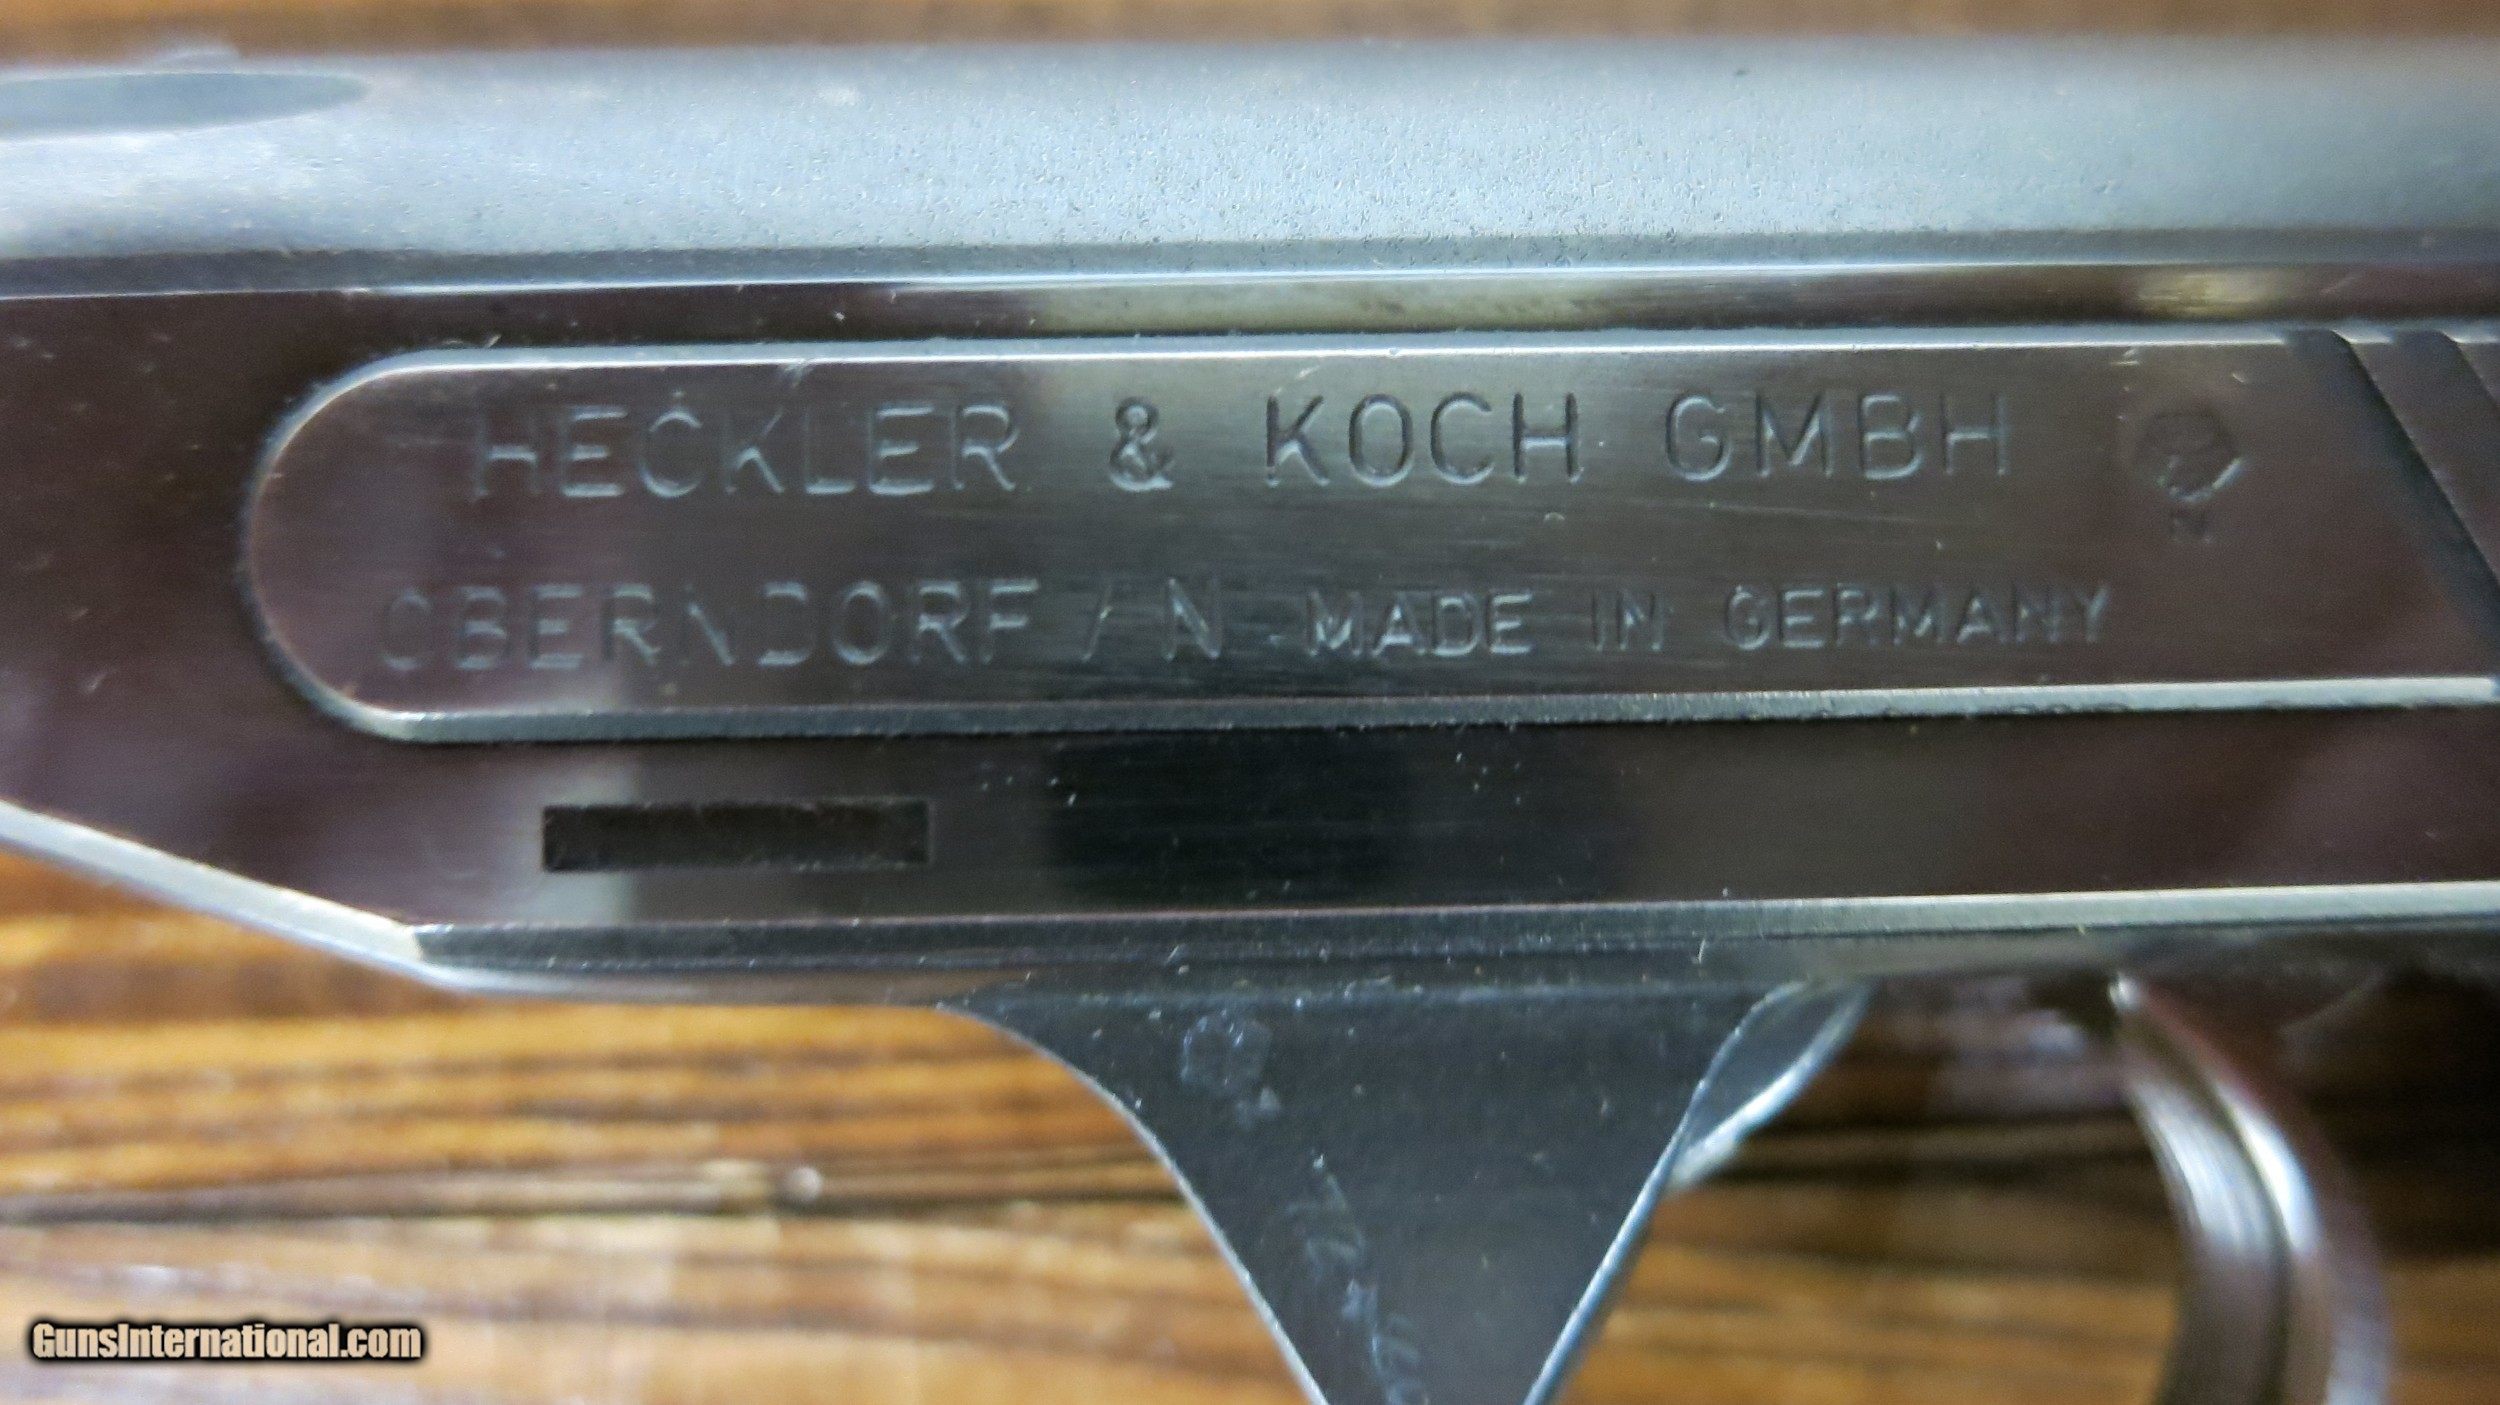 HECKLER & KOCH GMBH
OBERNDORF / N MADE IN GERMANY
GunsInternational.com